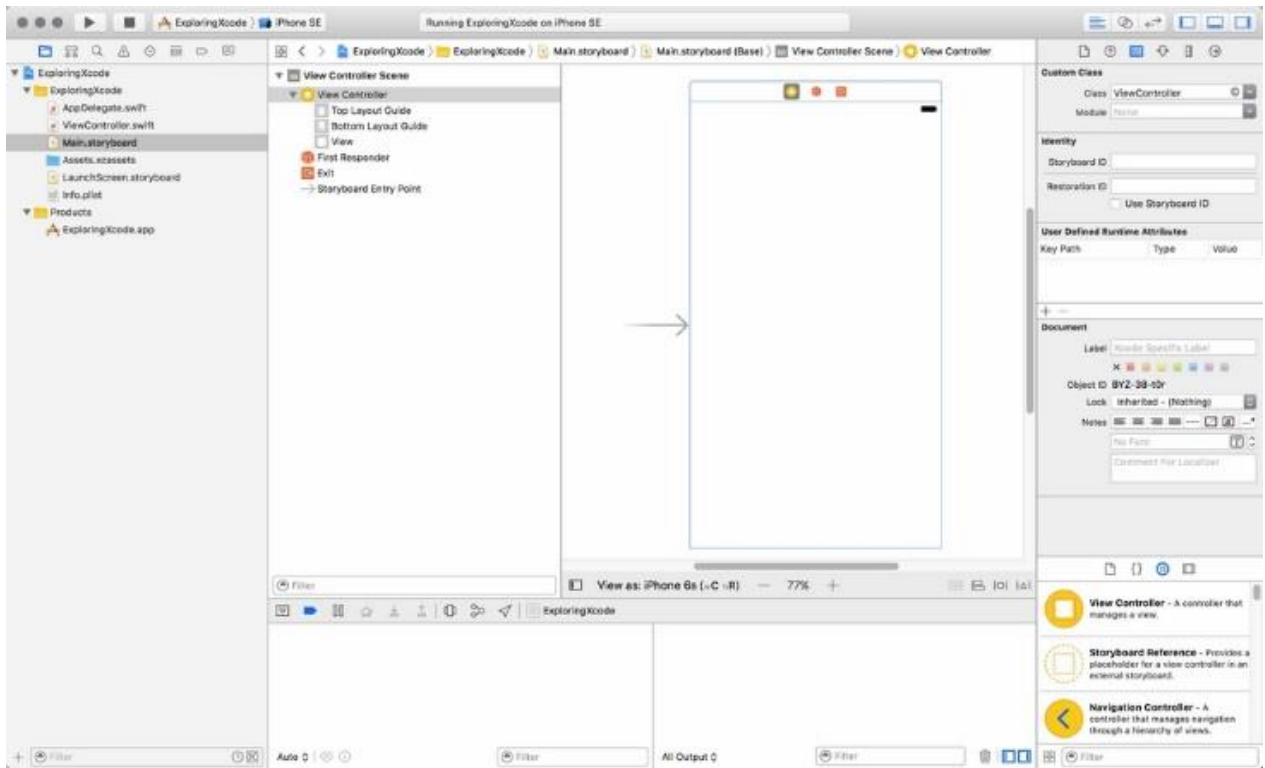 ExploringXcode
iPhone SE
Running ExploringXcode on iPhone SE
ExploringXcode
ExploringXcode
AppDelegate.swift
ViewController.swift
Main.storyboard
Assets.xcassets
LaunchScreen.storyboard
Info.plist
Products
ExploringXcode.app
Filter
ExploringXcode
ExploringXcode
Main.storyboard
Main.storyboard (Base)
View Controller Scene
View Controller
View Controller Scene
View Controller
Top Layout Guide
Bottom Layout Guide
View
First Responder
Exit
Storyboard Entry Point
Filter
View as: iPhone 6s (wC hR)
77%
ExploringXcode
Auto
Filter
All Output
Filter
Custom Class
Class ViewController
Module None
Identity
Storyboard ID
Restoration ID
Use Storyboard ID
User Defined Runtime Attributes
Key Path Type Value
Document
Label Xcode Specific Label
Object ID BYZ-38-t0r
Lock Inherited - (Nothing)
Notes
No Font
Comment For Localizer
View Controller - A controller that
manages a view.
Storyboard Reference - Provides a
placeholder for a view controller in an
external storyboard.
Navigation Controller - A
controller that manages navigation
through a hierarchy of views.
Filter